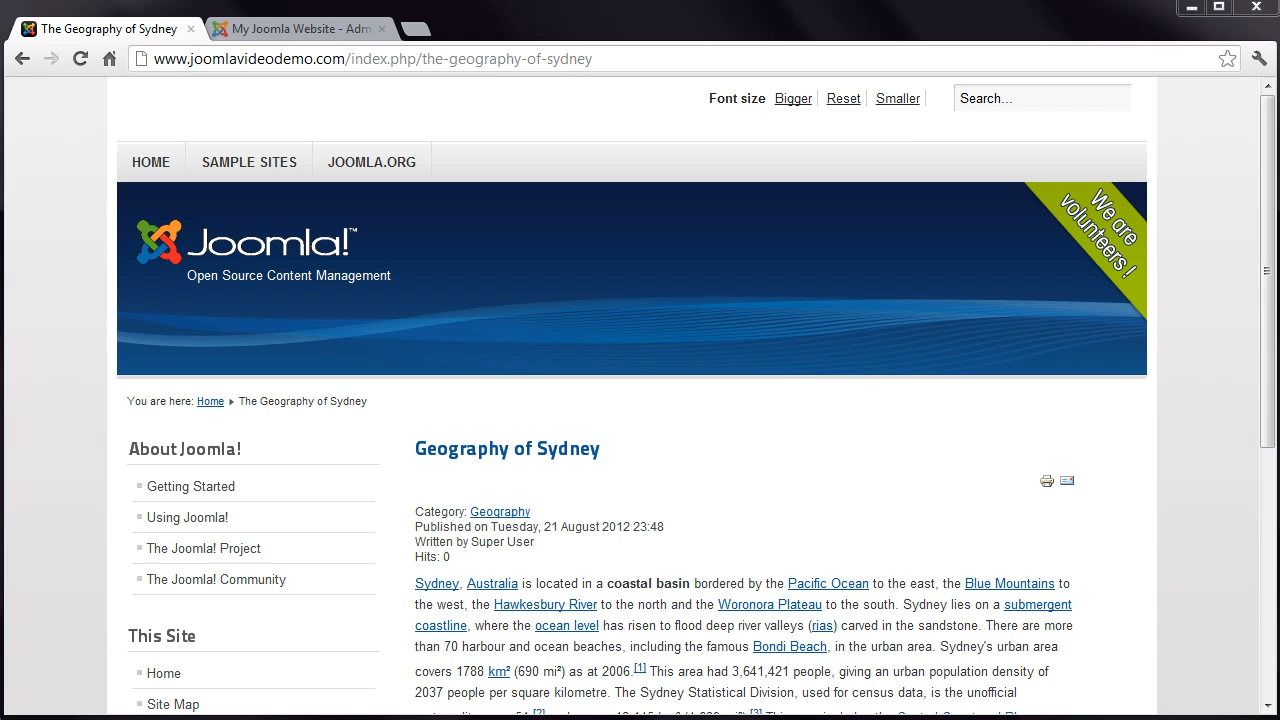 The Geography of Sydney
My Joomla Website - Adm
www.joomlavideodemo.com/index.php/the-geography-of-sydney
Font size Bigger Reset Smaller Search...
HOME SAMPLE SITES JOOMLA.ORG
We are volunteers !
Joomla!™
Open Source Content Management
You are here: Home The Geography of Sydney
About Joomla!
Getting Started
Using Joomla!
The Joomla! Project
The Joomla! Community
This Site
Home
Site Map
Geography of Sydney
Category: Geography
Published on Tuesday, 21 August 2012 23:48
Written by Super User
Hits: 0
Sydney, Australia is located in a coastal basin bordered by the Pacific Ocean to the east, the Blue Mountains to
the west, the Hawkesbury River to the north and the Woronora Plateau to the south. Sydney lies on a submergent
coastline, where the ocean level has risen to flood deep river valleys (rias) carved in the sandstone. There are more
than 70 harbour and ocean beaches, including the famous Bondi Beach, in the urban area. Sydney's urban area
covers 1788 km² (690 mi²) as at 2006.[1] This area had 3,641,421 people, giving an urban population density of
2037 people per square kilometre. The Sydney Statistical Division, used for census data, is the unofficial